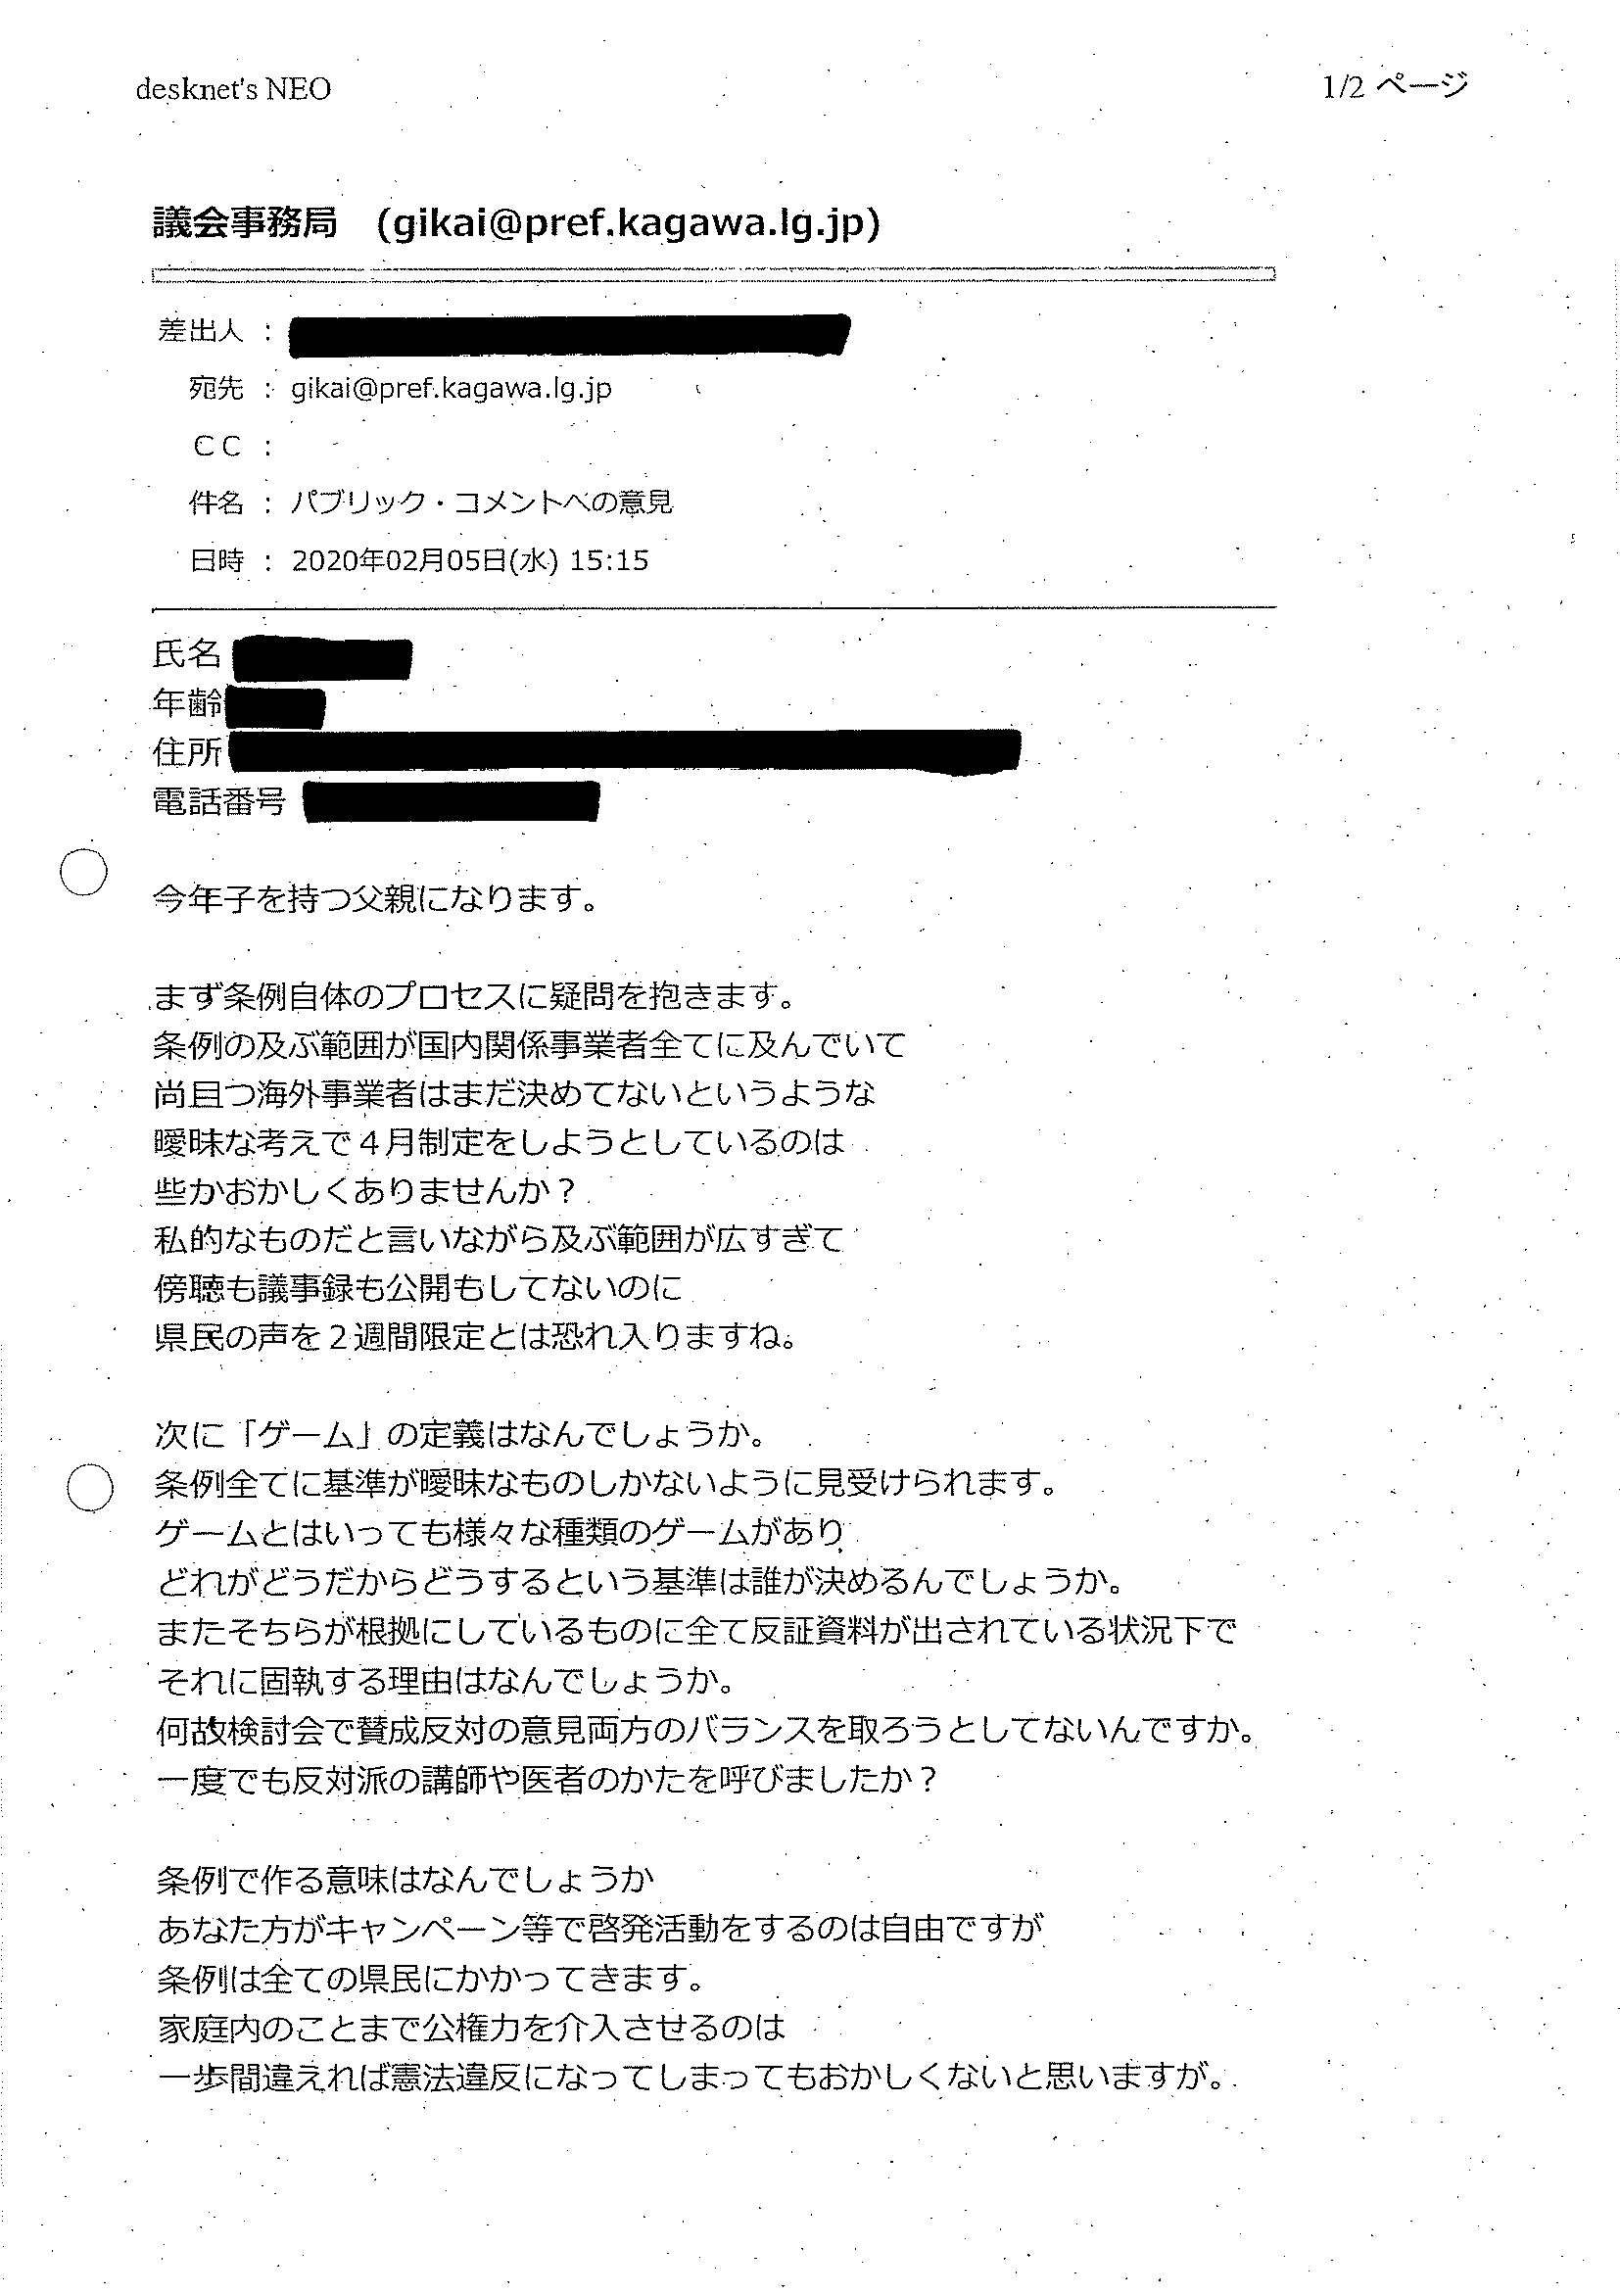 desknet's NEO
1/2 ページ
議会事務局 (gikai@pref.kagawa.lg.jp)
差出人 :
宛先 : gikai@pref.kagawa.lg.jp
CC :
件名 : パブリック・コメントへの意見
日時 : 2020年02月05日(水) 15:15
氏名
年齢
住所
電話番号
今年子を持つ父親になります。
まず条例自体のプロセスに疑問を抱きます。
条例の及ぶ範囲が国内関係事業者全てに及んでいて
尚且つ海外事業者はまだ決めてないというような
曖昧な考えで4月制定をしようとしているのは
些かおかしくありませんか？
私的なものだと言いながら及ぶ範囲が広すぎて
傍聴も議事録も公開もしてないのに
県民の声を2週間限定とは恐れ入りますね。
次に「ゲーム」の定義はなんでしょうか。
条例全てに基準が曖昧なものしかないように見受けられます。
ゲームとはいっても様々な種類のゲームがあり
どれがどうだからどうするという基準は誰が決めるんでしょうか。
またそちらが根拠にしているものに全て反証資料が出されている状況下で
それに固執する理由はなんでしょうか。
何故検討会で賛成反対の意見両方のバランスを取ろうとしてないんですか。
一度でも反対派の講師や医者のかたを呼びましたか？
条例で作る意味はなんでしょうか
あなた方がキャンペーン等で啓発活動をするのは自由ですが
条例は全ての県民にかかってきます。
家庭内のことまで公権力を介入させるのは
一歩間違えれば憲法違反になってしまってもおかしくないと思いますが。